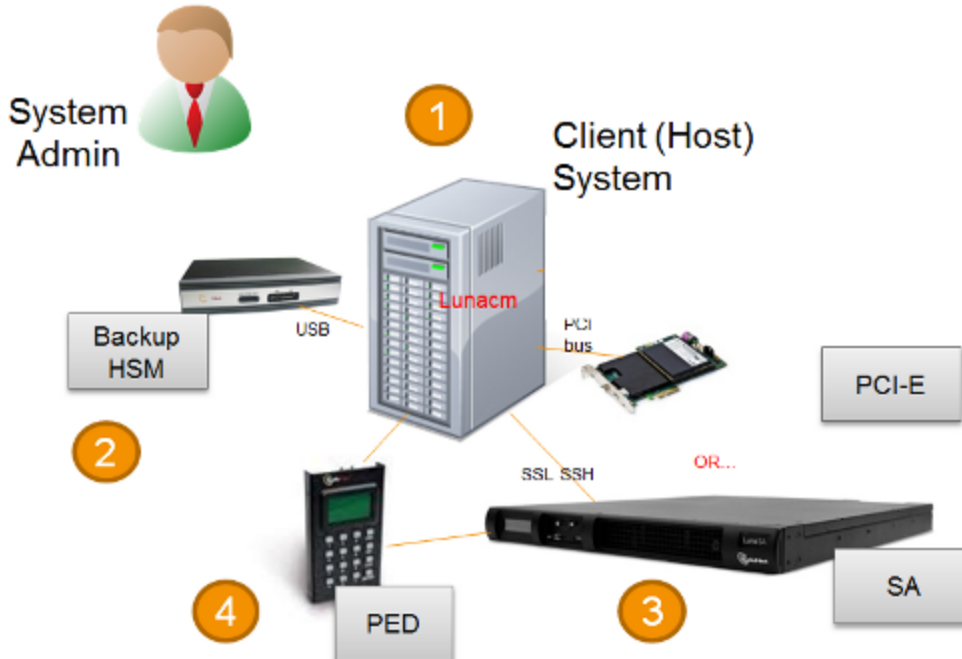 System
Admin
1
Client (Host)
System
Lunacm
USB
PCI
bus
Backup
HSM
PCI-E
2
OR...
SSL SSH
SA
4
PED
3